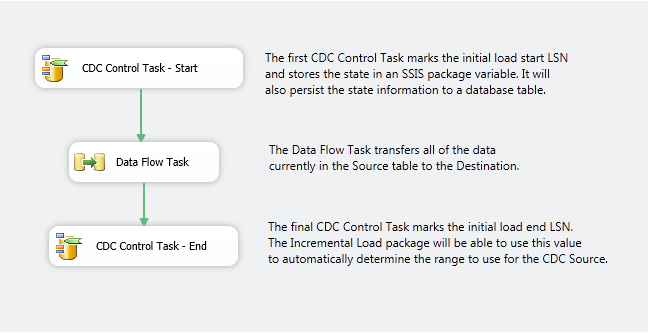 CDC Control Task - Start
The first CDC Control Task marks the initial load start LSN
and stores the state in an SSIS package variable. It will
also persist the state information to a database table.
Data Flow Task
The Data Flow Task transfers all of the data
currently in the Source table to the Destination.
CDC Control Task - End
The final CDC Control Task marks the initial load end LSN.
The Incremental Load package will be able to use this value
to automatically determine the range to use for the CDC Source.